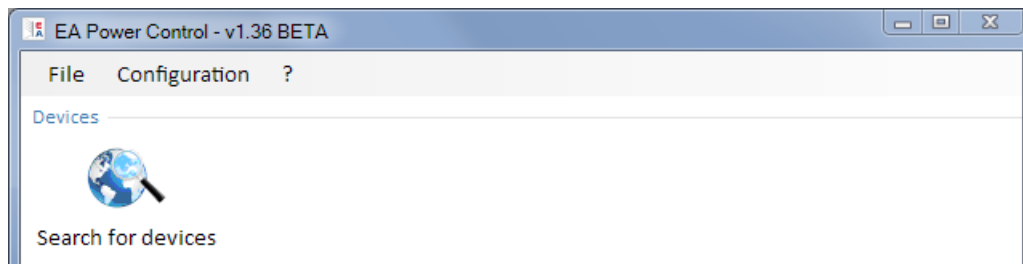 EA Power Control - v1.36 BETA
File Configuration ?
Devices
Search for devices